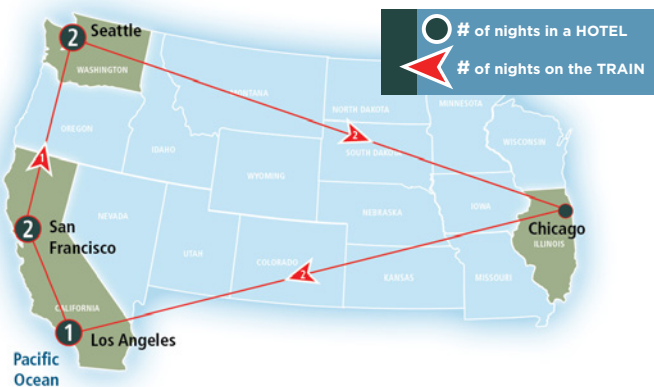 # of nights in a HOTEL
# of nights on the TRAIN
2
Seattle
WASHINGTON
MONTANA
NORTH DAKOTA
MINNESOTA
OREGON
IDAHO
2
SOUTH DAKOTA
WISCONSIN
1
WYOMING
2
San
Francisco
NEVADA
NEBRASKA
IOWA
Chicago
ILLINOIS
UTAH
COLORADO
2
KANSAS
MISSOURI
CALIFORNIA
1
Los Angeles
Pacific
Ocean